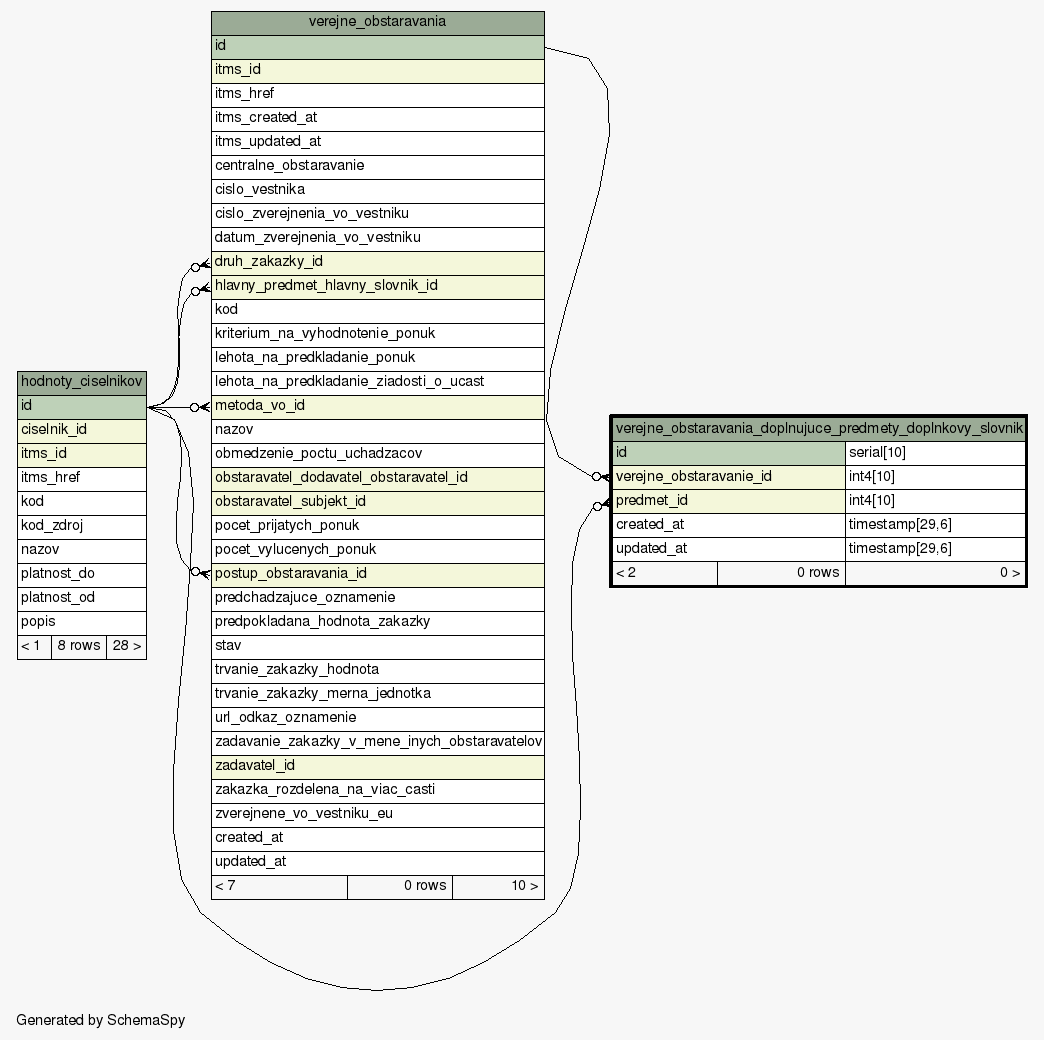 verejne_obstaravania
id
itms_id
itms_href
itms_created_at
itms_updated_at
centralne_obstaravanie
cislo_vestnika
cislo_zverejnenia_vo_vestniku
datum_zverejnenia_vo_vestniku
druh_zakazky_id
hlavny_predmet_hlavny_slovnik_id
kod
kriterium_na_vyhodnotenie_ponuk
lehota_na_predkladanie_ponuk
lehota_na_predkladanie_ziadosti_o_ucast
metoda_vo_id
nazov
obmedzenie_poctu_uchadzacov
obstaravatel_dodavatel_obstaravatel_id
obstaravatel_subjekt_id
pocet_prijatych_ponuk
pocet_vylucenych_ponuk
postup_obstaravania_id
predchadzajuce_oznamenie
predpokladana_hodnota_zakazky
stav
trvanie_zakazky_hodnota
trvanie_zakazky_merna_jednotka
url_odkaz_oznamenie
zadavanie_zakazky_v_mene_inych_obstaravatelov
zadavatel_id
zakazka_rozdelena_na_viac_casti
zverejnene_vo_vestniku_eu
created_at
updated_at
< 7 0 rows 10 >
hodnoty_ciselnikov
id
ciselnik_id
itms_id
itms_href
kod
kod_zdroj
nazov
platnost_do
platnost_od
popis
< 1 8 rows 28 >
verejne_obstaravania_doplnujuce_predmety_doplnkovy_slovnik
id serial[10]
verejne_obstaravanie_id int4[10]
predmet_id int4[10]
created_at timestamp[29,6]
updated_at timestamp[29,6]
< 2 0 rows 0 >
Generated by SchemaSpy